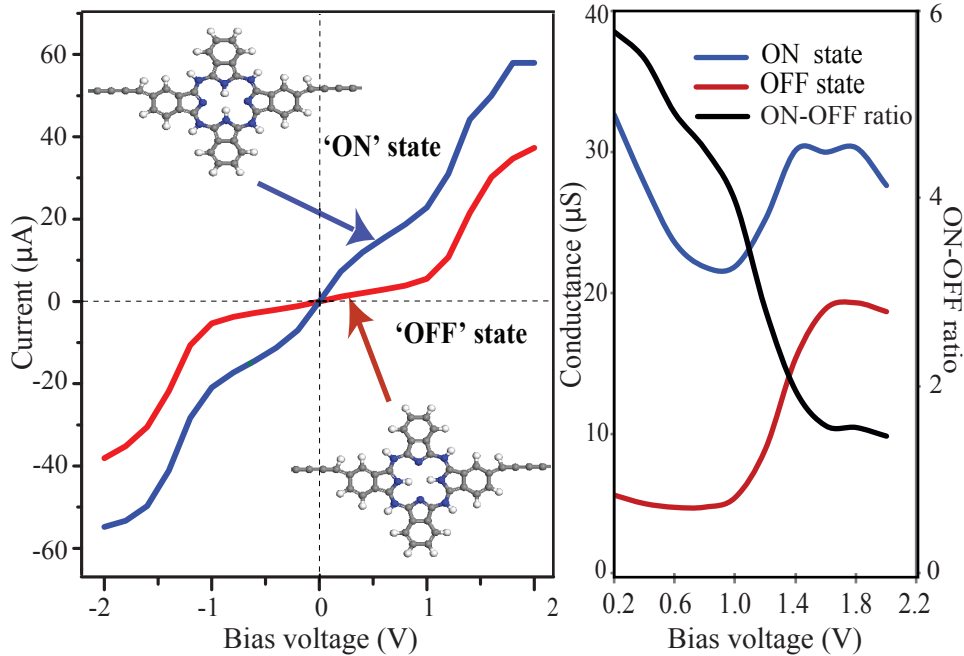 60
40
20
0
-20
-40
-60
Current (µA)
-2
-1
0
1
2
Bias voltage (V)
‘ON’ state
‘OFF’ state
40
30
20
10
0
Conductance (µS)
ON state
OFF state
ON-OFF ratio
6
4
2
0
ON-OFF ratio
0.2
0.6
1.0
1.4
1.8
2.2
Bias voltage (V)